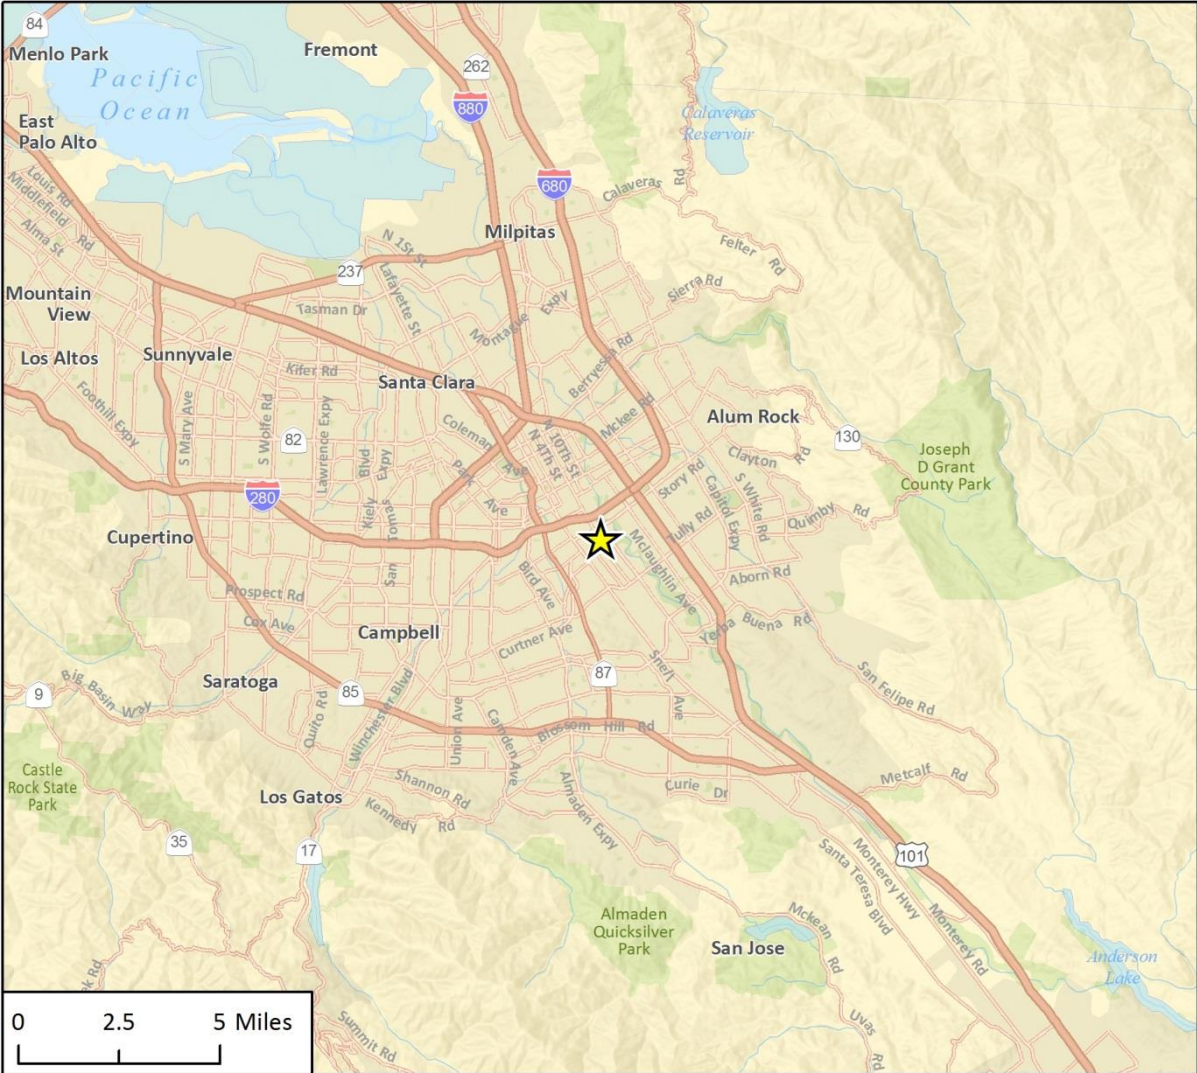 84
Menlo Park
Fremont
262
Pacific
Ocean
880
East
Palo Alto
Calaveras
Reservoir
680
Louis Rd
Middlefield Rd
Alma St
Calaveras Rd
N 1St St
Milpitas
Felter Rd
237
Lafayette St
Sierra Rd
Mountain
View
Tasman Dr
Montague Expy
Los Altos
Sunnyvale
Kifer Rd
Berryessa Rd
Santa Clara
Foothill Expy
S Mary Ave
S Wolfe Rd
Lawrence Expy
Mckee Rd
Alum Rock
82
Coleman Ave
N 10Th St
N 4Th St
130
Joseph
D Grant
County Park
Kiely Blvd
San Tomas Expy
Park Ave
Clayton Rd
Story Rd
Capitol Expy
S White Rd
280
Quimby Rd
Tully Rd
Cupertino
Mclaughlin Ave
Bird Ave
Aborn Rd
Prospect Rd
Cox Ave
Campbell
Curtner Ave
Yerba Buena Rd
Saratoga
Snell Ave
87
San Felipe Rd
9
Big Basin Way
85
Quito Rd
Winchester Blvd
Union Ave
Camden Ave
Blossom Hill Rd
Castle
Rock State
Park
Shannon Rd
Curie Dr
Metcalf Rd
Los Gatos
Kennedy Rd
Almaden Expy
35
17
101
Santa Teresa Blvd
Monterey Hwy
Monterey Rd
Almaden
Quicksilver
Park
Mckean Rd
San Jose
Anderson
Lake
ek Rd
0 2.5 5 Miles
Summit Rd
Uvas Rd